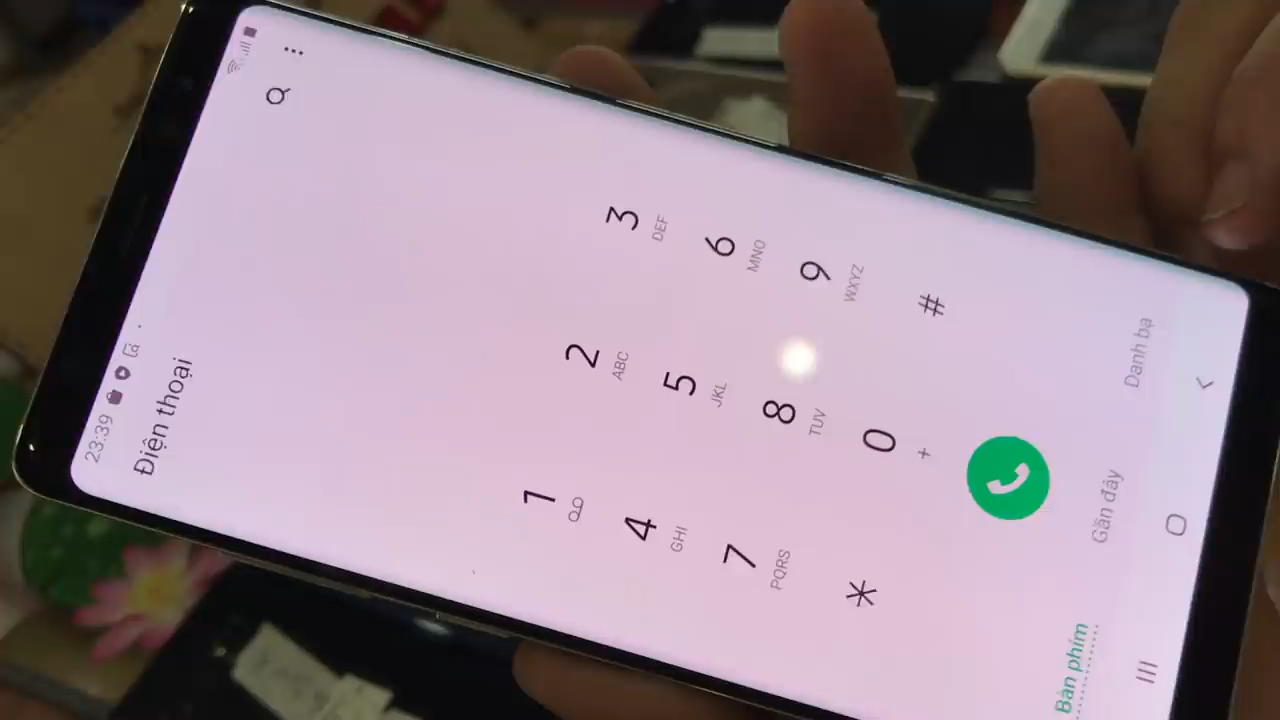 23:39
Điện thoại
1
2 ABC
3 DEF
4 GHI
5 JKL
6 MNO
7 PQRS
8 TUV
9 WXYZ
*
0 +
#
Bàn phím
Gần đây
Danh bạ